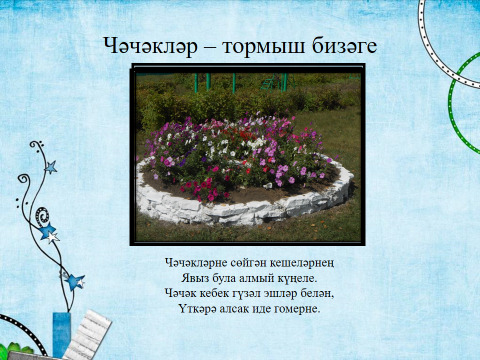 Чәчәкләр – тормыш бизәге
Чәчәкләрне сөйгән кешеләрнең
Явыз була алмый күңеле.
Чәчәк кебек гүзәл эшләр белән,
Үткәрә алсак иде гомерне.